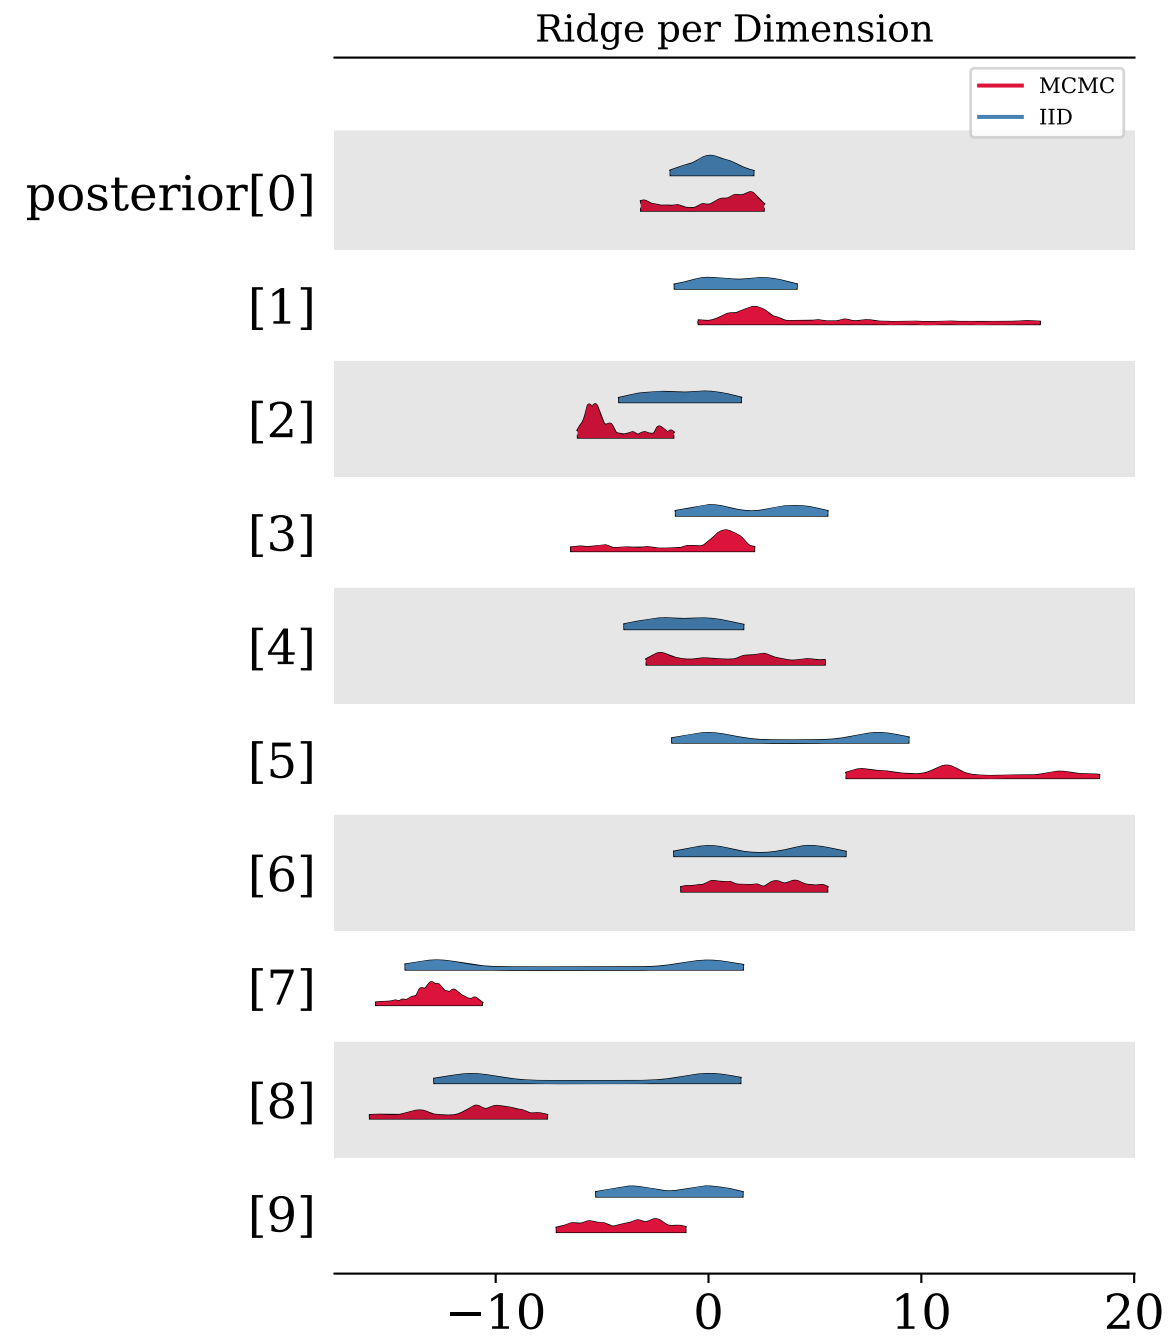 Ridge per Dimension
MCMC
IID
posterior[0]
[1]
[2]
[3]
[4]
[5]
[6]
[7]
[8]
[9]
−10 0 10 20